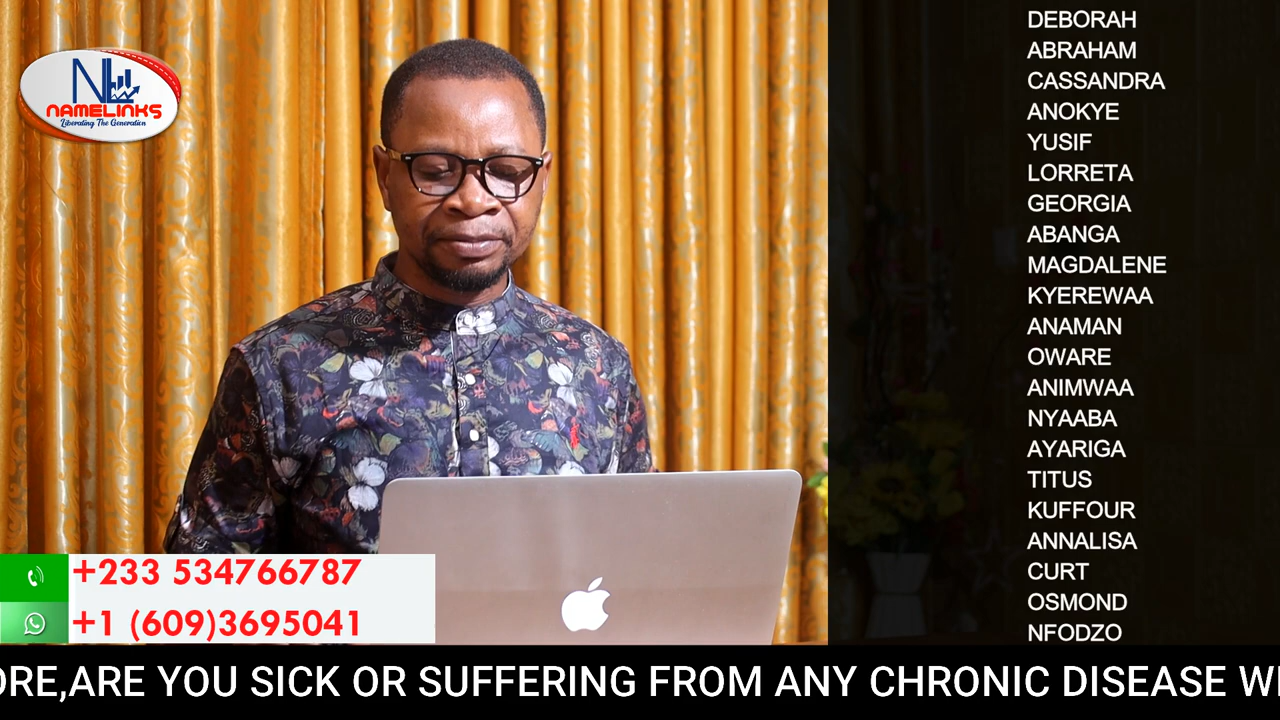 NL
NAMELINKS
Liberating The Generation
DEBORAH
ABRAHAM
CASSANDRA
ANOKYE
YUSIF
LORRETA
GEORGIA
ABANGA
MAGDALENE
KYEREWAA
ANAMAN
OWARE
ANIMWAA
NYAABA
AYARIGA
TITUS
KUFFOUR
ANNALISA
CURT
OSMOND
NFODZO
+233 534766787
+1 (609)3695041
ORE,ARE YOU SICK OR SUFFERING FROM ANY CHRONIC DISEASE